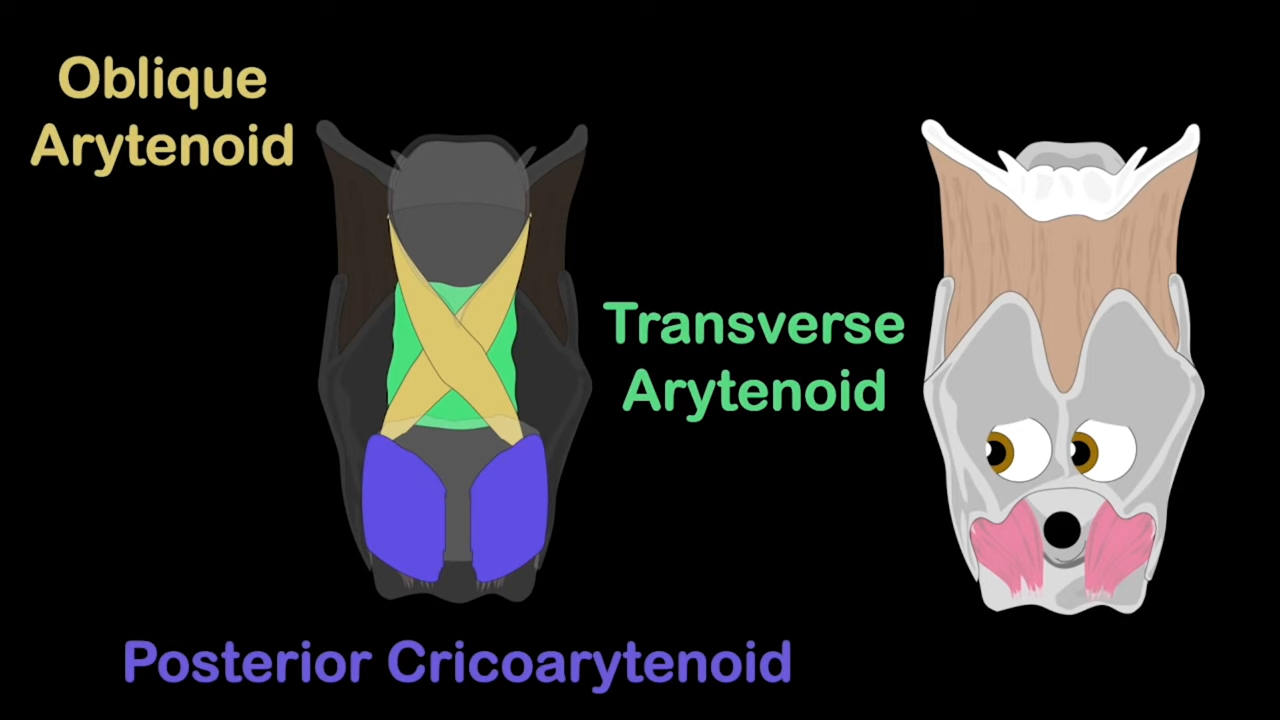 Oblique
Arytenoid
Transverse
Arytenoid
Posterior Cricoarytenoid